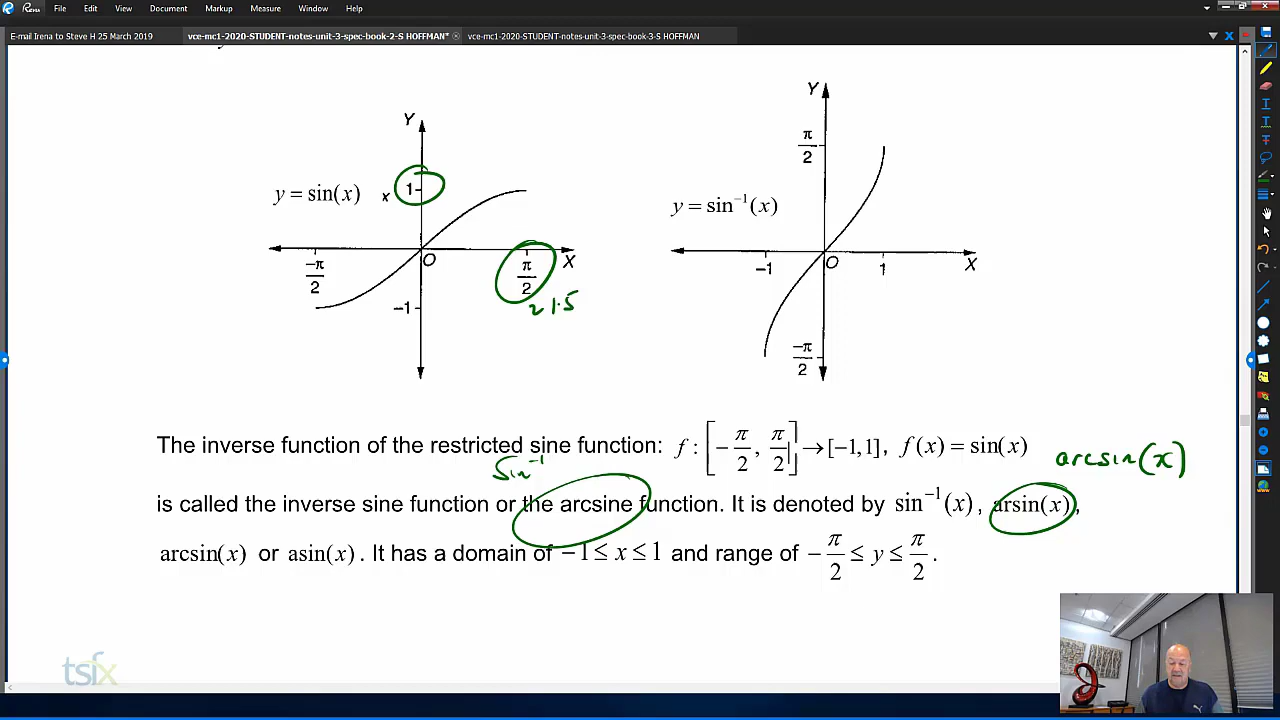 Rena File Edit View Document Markup Measure Window Help
E-mail Irena to Steve H 25 March 2019 vce-mc1-2020-STUDENT-notes-unit-3-spec-book-2-S HOFFMAN* vce-mc1-2020-STUDENT-notes-unit-3-spec-book-3-S HOFFMAN
Y
1
y = sin(x)
x
O
X
-π/2
π/2
-1
≈ 1.5
Y
π/2
y = sin⁻¹(x)
-1
O
1
X
-π/2
The inverse function of the restricted sine function: f : [-π/2, π/2] → [-1,1], f(x) = sin(x)
arcsin(x)
Sin⁻¹
is called the inverse sine function or the arcsine function. It is denoted by sin⁻¹(x), arsin(x),
arcsin(x) or asin(x). It has a domain of -1 ≤ x ≤ 1 and range of -π/2 ≤ y ≤ π/2.
tsfx